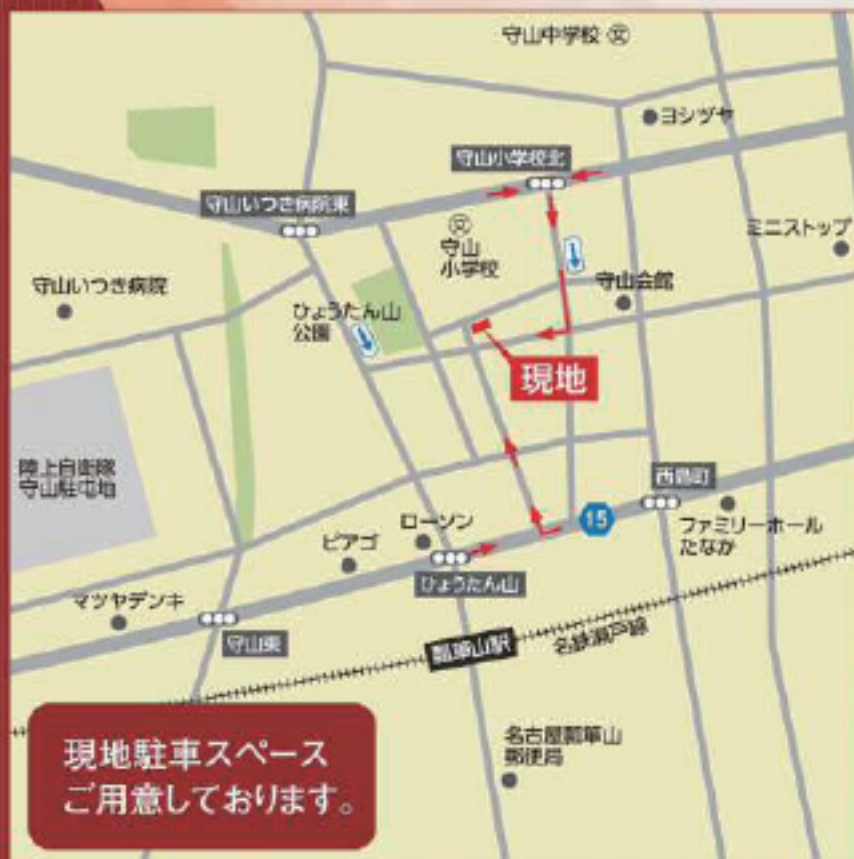 守山中学校 文
ヨシヅヤ
守山小学校北
守山いつき病院東
文
守山
小学校
ミニストップ
守山いつき病院
守山会館
ひょうたん山
公園
現地
陸上自衛隊
守山駐屯地
西島町
ローソン
15
ピアゴ
ファミリーホール
たなか
ひょうたん山
マツヤデンキ
守山東
名鉄瀬戸線
瓢箪山駅
現地駐車スペース
ご用意しております。
名古屋瓢箪山
郵便局